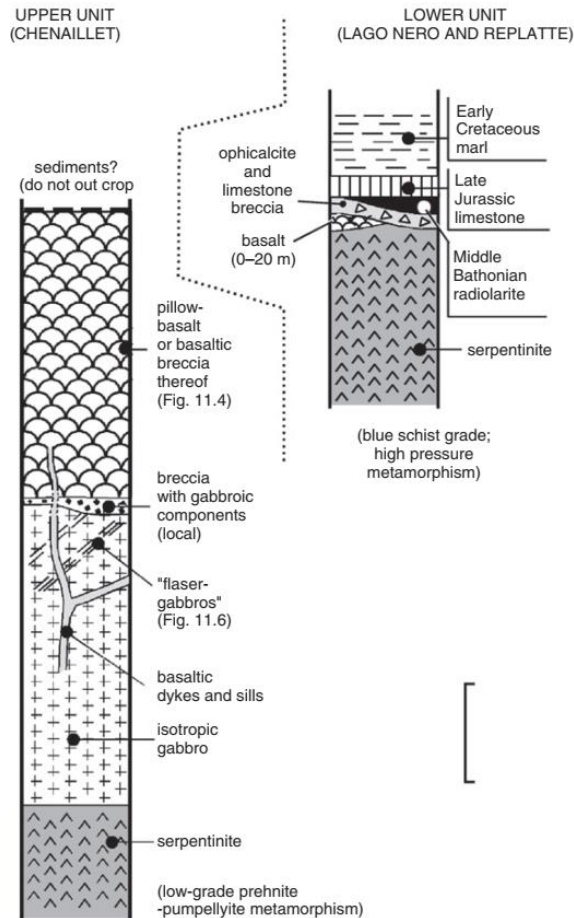 UPPER UNIT
(CHENAILLET)
LOWER UNIT
(LAGO NERO AND REPLATTE)
sediments?
(do not out crop
pillow-
basalt
or basaltic
breccia
thereof
(Fig. 11.4)
breccia
with gabbroic
components
(local)
"flaser-
gabbros"
(Fig. 11.6)
basaltic
dykes and sills
isotropic
gabbro
serpentinite
(low-grade prehnite
-pumpellyite metamorphism)
ophicalcite
and
limestone
breccia
basalt
(0–20 m)
Early
Cretaceous
marl
Late
Jurassic
limestone
Middle
Bathonian
radiolarite
serpentinite
(blue schist grade;
high pressure
metamorphism)